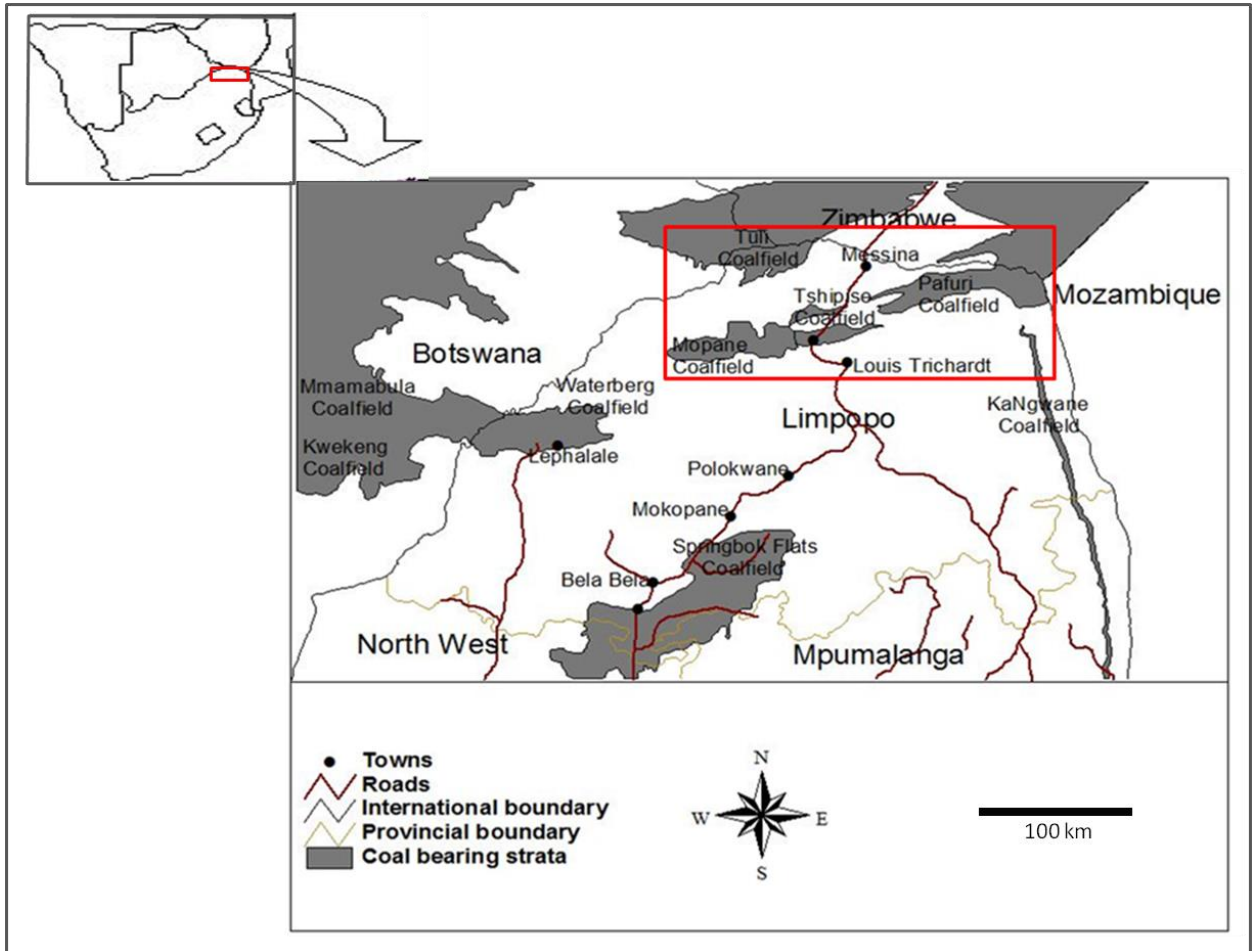 Zimbabwe
Tuli
Coalfield
Messina
Tshipise
Coalfield
Pafuri
Coalfield
Mozambique
Mopane
Coalfield
Louis Trichardt
Botswana
Mmamabula
Coalfield
Waterberg
Coalfield
KaNgwane
Coalfield
Limpopo
Kwekeng
Coalfield
Lephalale
Polokwane
Mokopane
Springbok Flats
Coalfield
Bela Bela
North West
Mpumalanga
Towns
Roads
International boundary
Provincial boundary
Coal bearing strata
N
W
E
S
100 km